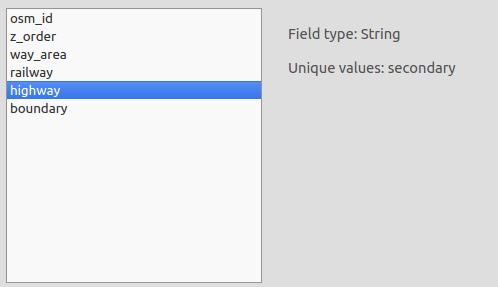 osm_id
z_order
way_area
railway
highway
boundary
Field type: String
Unique values: secondary